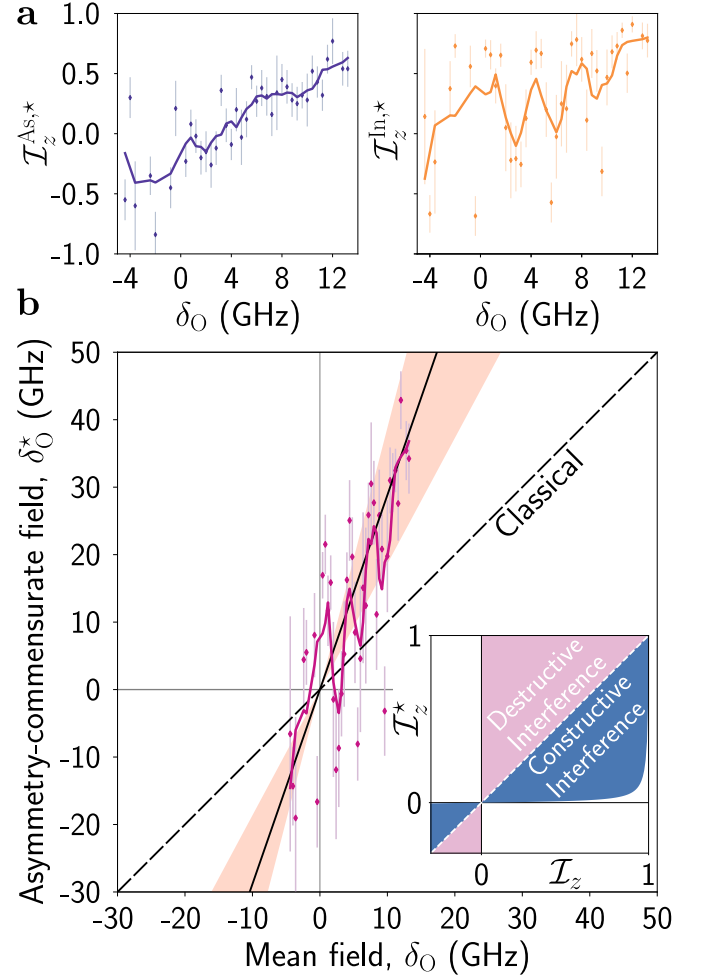 a
1.0
0.5
0.0
−0.5
−1.0
−4 0 4 8 12
δ_O (GHz)
𝓘_z^{As,⋆}
−4 0 4 8 12
δ_O (GHz)
𝓘_z^{In,⋆}
b
50
40
30
20
10
0
−10
−20
−30
−30 −20 −10 0 10 20 30 40 50
Asymmetry-commensurate field, δ_O^⋆ (GHz)
Mean field, δ_O (GHz)
Classical
1
0
𝓘_z^⋆
Destructive
Interference
Constructive
Interference
0 𝓘_z 1